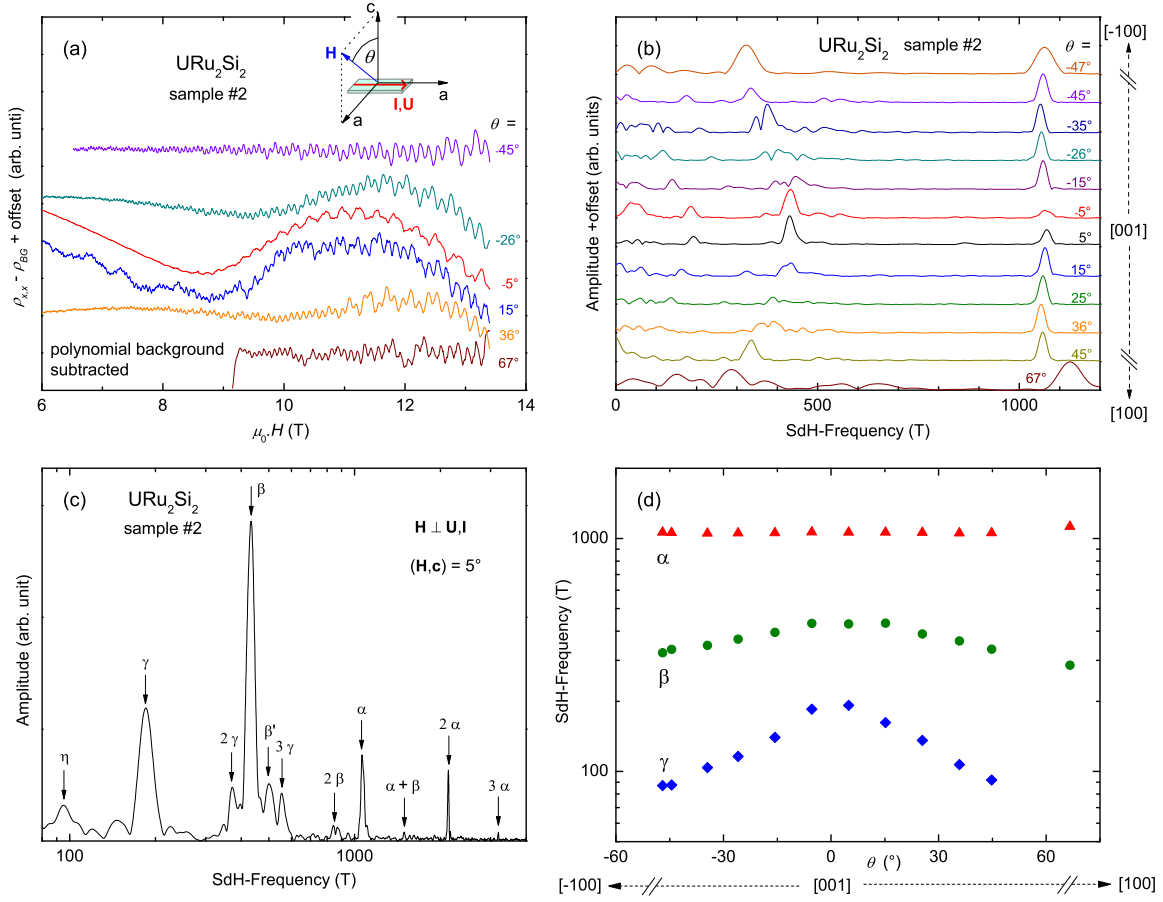 (a)
URu2Si2
sample #2
c
H
θ
a
I,U
a
θ =
-45°
-26°
-5°
15°
36°
67°
polynomial background
subtracted
ρx,x - ρBG + offset (arb. unti)
6 8 10 12 14
μ0.H (T)
(b)
URu2Si2 sample #2
θ =
-47°
-45°
-35°
-26°
-15°
-5°
5°
15°
25°
36°
45°
67°
[-100]
[001]
[100]
Amplitude +offset (arb. units)
0 500 1000
SdH-Frequency (T)
(c)
URu2Si2
sample #2
H ⊥ U,I
(H,c) = 5°
η
γ
2 γ
β
β'
3 γ
2 β
α
α + β
2 α
3 α
Amplitude (arb. unit)
100 1000
SdH-Frequency (T)
(d)
α
β
γ
1000
100
SdH-Frequency (T)
-60 -30 0 30 60
θ (°)
[-100] [001] [100]